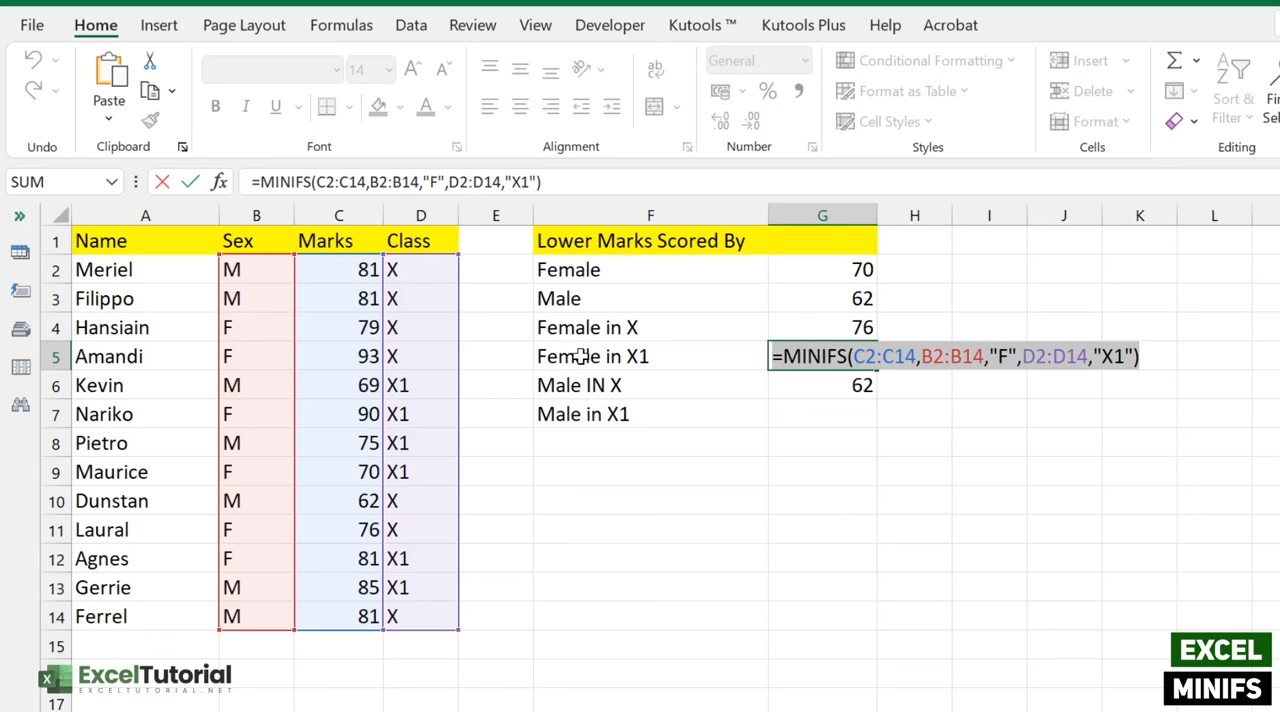 File Home Insert Page Layout Formulas Data Review View Developer Kutools ™ Kutools Plus Help Acrobat
14 General Conditional Formatting Insert
Paste Format as Table Delete Sort &
B I U A Cell Styles Format Filter
Undo Clipboard Font Alignment Number Styles Cells Editing
SUM fx =MINIFS(C2:C14,B2:B14,"F",D2:D14,"X1")
A B C D E F G H I J K L
1 Name Sex Marks Class Lower Marks Scored By
2 Meriel M 81 X Female 70
3 Filippo M 81 X Male 62
4 Hansiain F 79 X Female in X 76
5 Amandi F 93 X Female in X1 =MINIFS(C2:C14,B2:B14,"F",D2:D14,"X1")
6 Kevin M 69 X1 Male IN X 62
7 Nariko F 90 X1 Male in X1
8 Pietro M 75 X1
9 Maurice F 70 X1
10 Dunstan M 62 X
11 Laural F 76 X
12 Agnes F 81 X1
13 Gerrie M 85 X1
14 Ferrel M 81 X
15
17
ExcelTutorial
EXCELTUTORIAL.NET
EXCEL
MINIFS